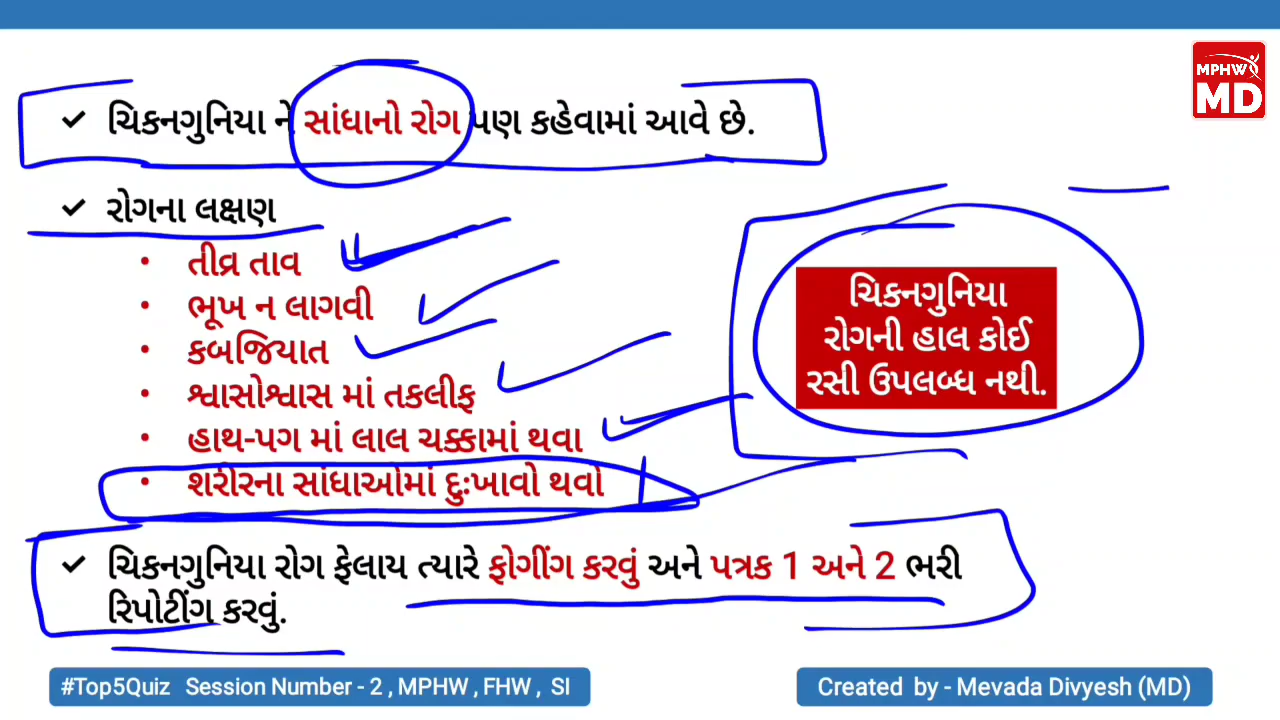 MPHW
MD
✓ ચિકનગુનિયા ને સાંધાનો રોગ પણ કહેવામાં આવે છે.
✓ રોગના લક્ષણ
• તીવ્ર તાવ
• ભૂખ ન લાગવી
• કબજિયાત
• શ્વાસોશ્વાસ માં તકલીફ
• હાથ-પગ માં લાલ ચક્કામાં થવા
• શરીરના સાંધાઓમાં દુઃખાવો થવો
ચિકનગુનિયા
રોગની હાલ કોઈ
રસી ઉપલબ્ધ નથી.
✓ ચિકનગુનિયા રોગ ફેલાય ત્યારે ફોગીંગ કરવું અને પત્રક 1 અને 2 ભરી
રિપોટીંગ કરવું.
#Top5Quiz Session Number - 2 , MPHW , FHW , SI
Created by - Mevada Divyesh (MD)